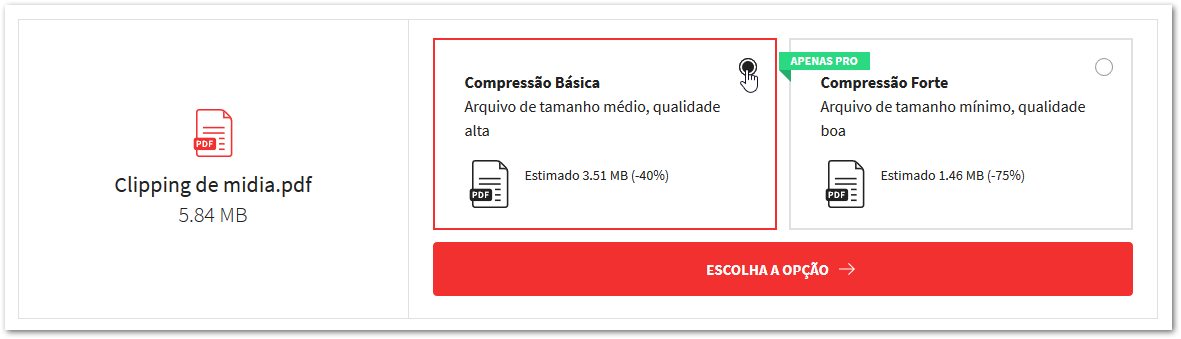 PDF
Clipping de midia.pdf
5.84 MB
Compressão Básica
Arquivo de tamanho médio, qualidade
alta
PDF
Estimado 3.51 MB (-40%)
APENAS PRO
Compressão Forte
Arquivo de tamanho mínimo, qualidade
boa
PDF
Estimado 1.46 MB (-75%)
ESCOLHA A OPÇÃO